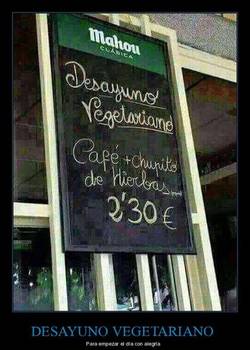 Mahou
CLÁSICA
Desayuno
Vegetariano
Café + chupito
de Hierbas
2'30 €
DESAYUNO VEGETARIANO
Para empezar el día con alegría